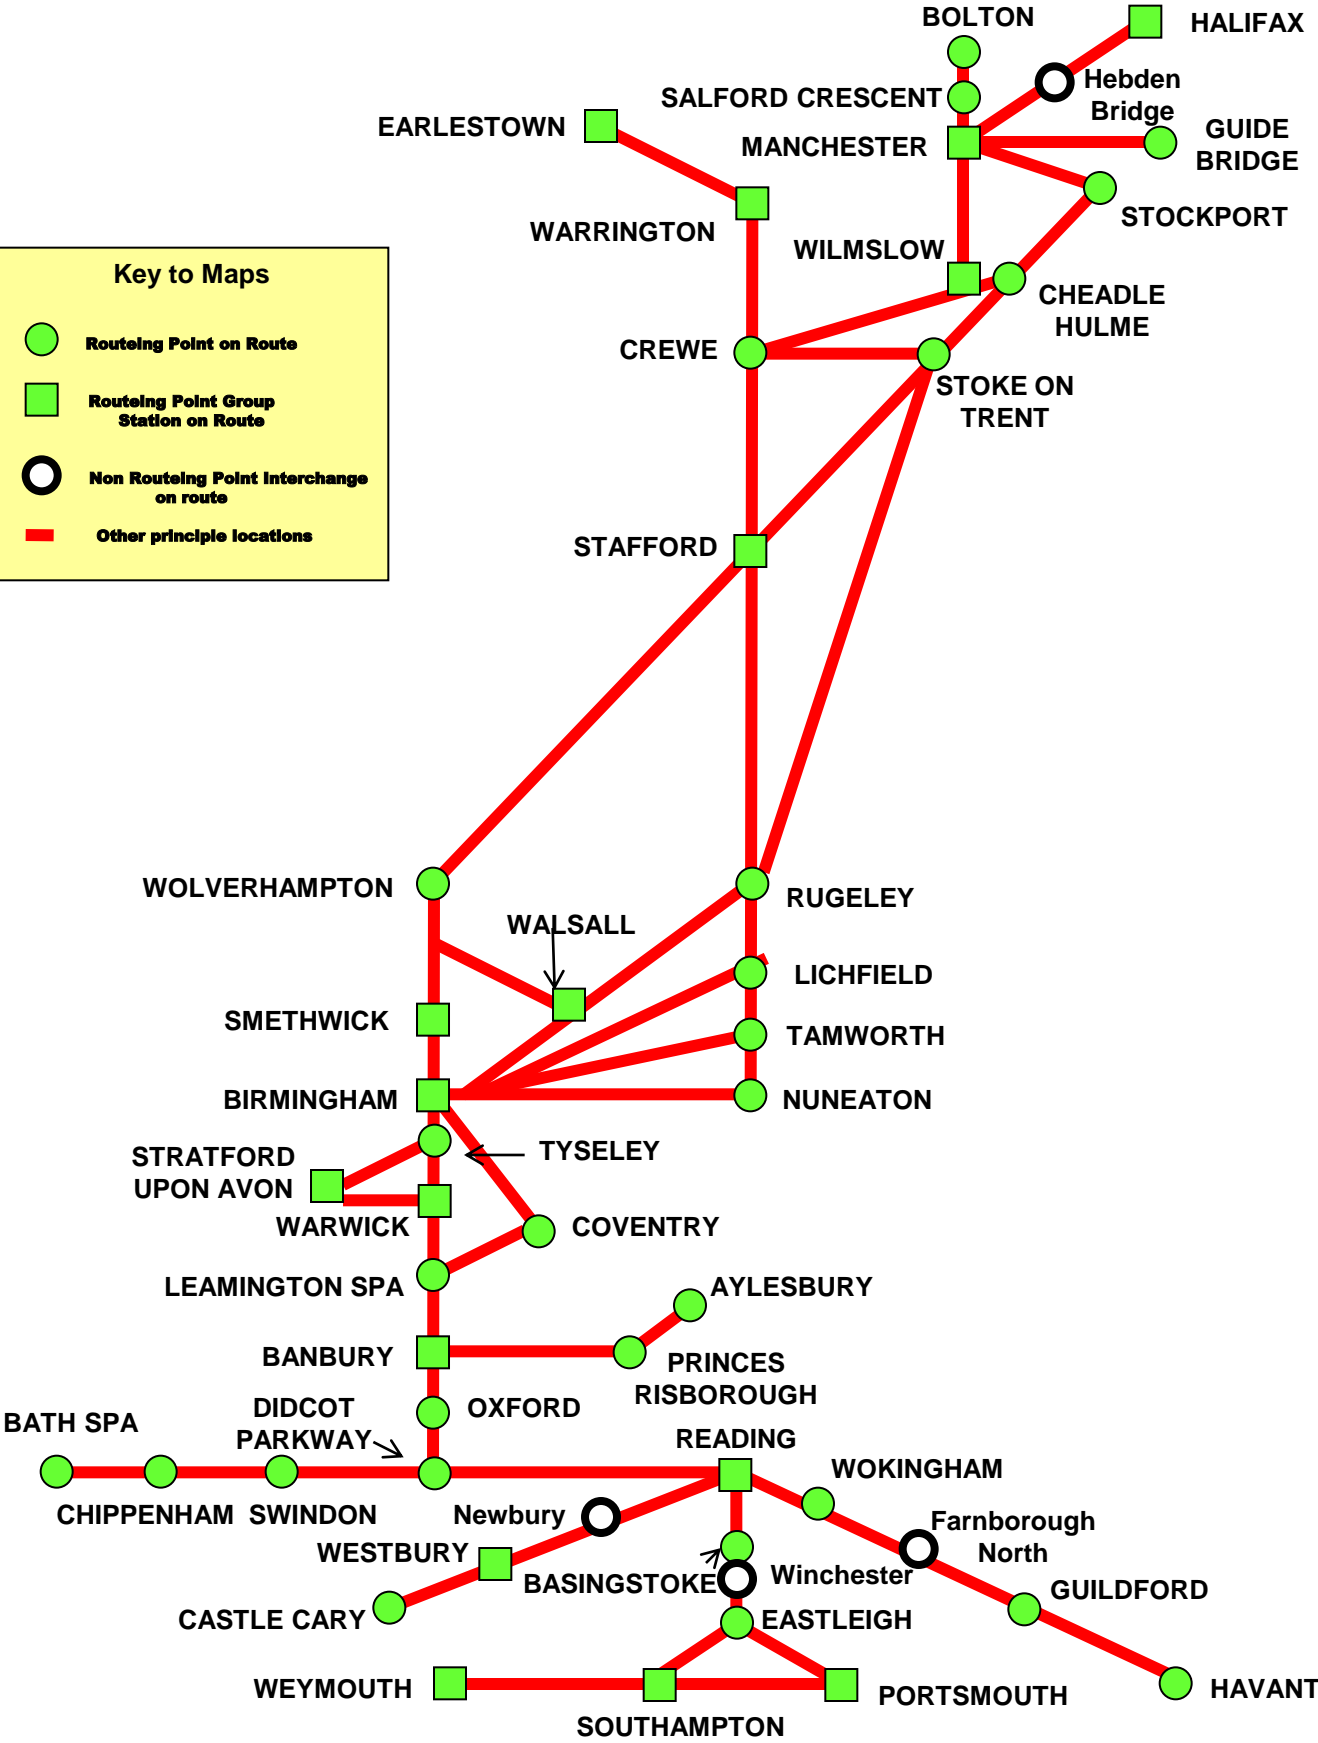 BOLTON
HALIFAX
Hebden
Bridge
SALFORD CRESCENT
EARLESTOWN
MANCHESTER
GUIDE
BRIDGE
STOCKPORT
WARRINGTON
WILMSLOW
Key to Maps
CHEADLE
HULME
Routeing Point on Route
CREWE
STOKE ON
TRENT
Routeing Point Group
Station on Route
Non Routeing Point Interchange
on route
Other principle locations
STAFFORD
WOLVERHAMPTON
RUGELEY
WALSALL
LICHFIELD
SMETHWICK
TAMWORTH
BIRMINGHAM
NUNEATON
STRATFORD
UPON AVON
TYSELEY
WARWICK
COVENTRY
LEAMINGTON SPA
AYLESBURY
BANBURY
PRINCES
RISBOROUGH
DIDCOT
PARKWAY
OXFORD
BATH SPA
READING
WOKINGHAM
CHIPPENHAM
SWINDON
Newbury
Farnborough
North
WESTBURY
BASINGSTOKE
Winchester
GUILDFORD
CASTLE CARY
EASTLEIGH
WEYMOUTH
PORTSMOUTH
HAVANT
SOUTHAMPTON